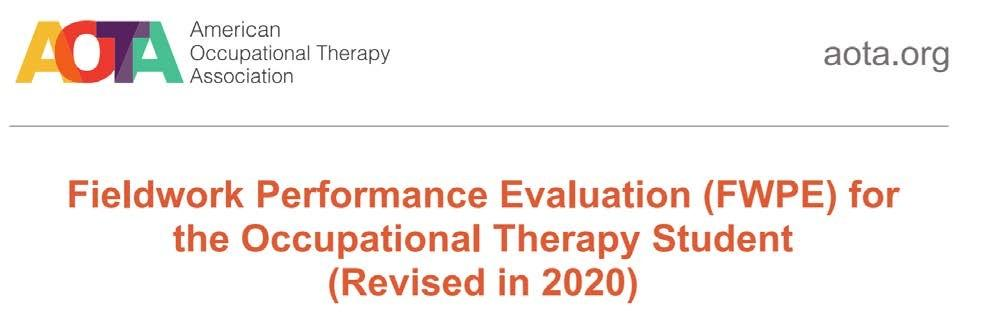 AOTA
American
Occupational Therapy
Association
aota.org
Fieldwork Performance Evaluation (FWPE) for
the Occupational Therapy Student
(Revised in 2020)